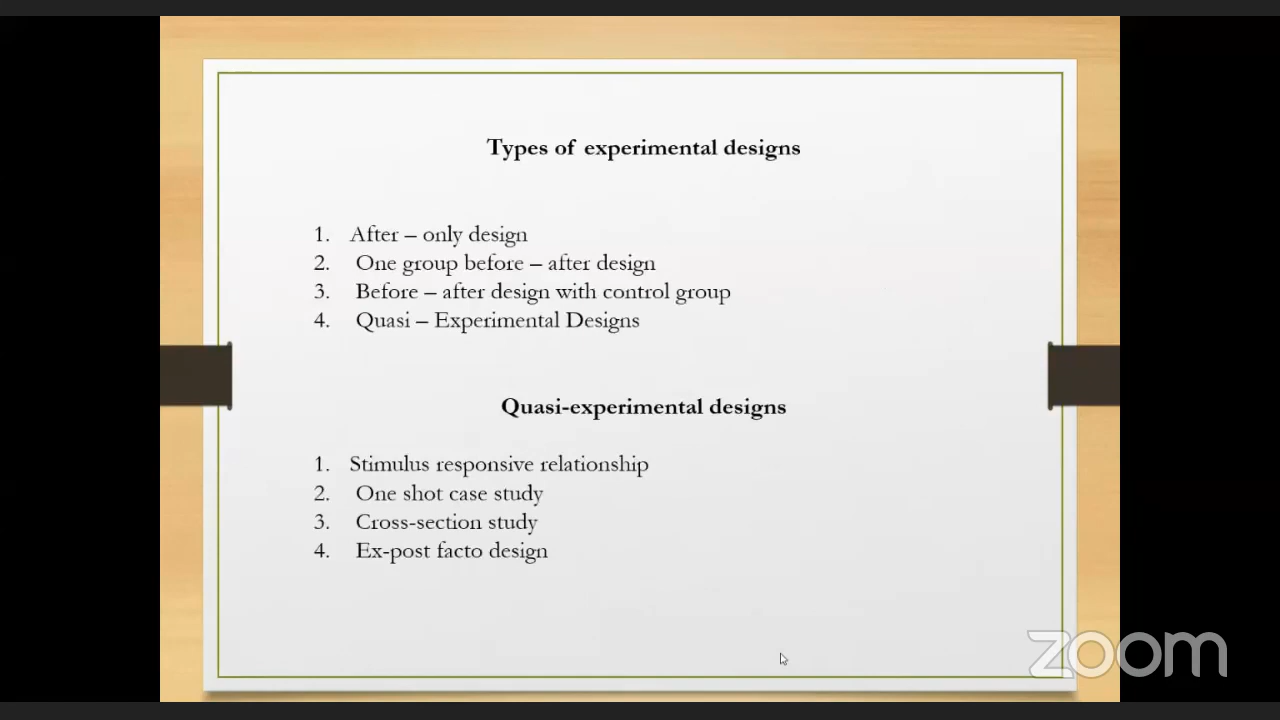 Types of experimental designs
1. After – only design
2. One group before – after design
3. Before – after design with control group
4. Quasi – Experimental Designs
Quasi-experimental designs
1. Stimulus responsive relationship
2. One shot case study
3. Cross-section study
4. Ex-post facto design
zoom